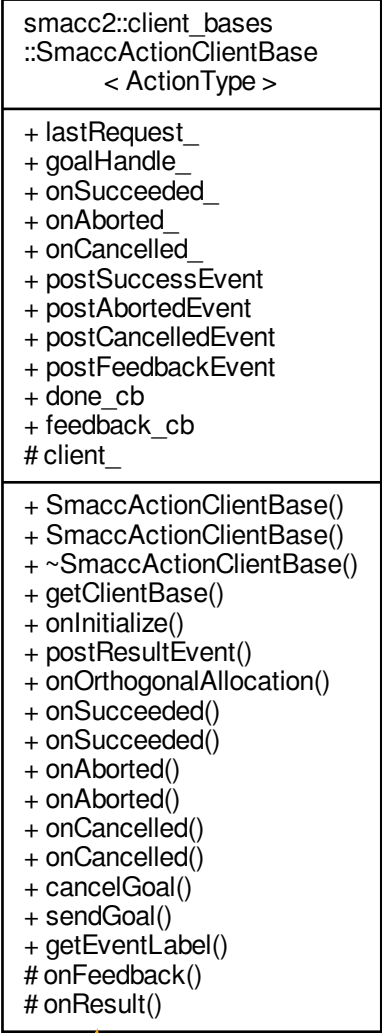 smacc2::client_bases
::SmaccActionClientBase
< ActionType >
+ lastRequest_
+ goalHandle_
+ onSucceeded_
+ onAborted_
+ onCancelled_
+ postSuccessEvent
+ postAbortedEvent
+ postCancelledEvent
+ postFeedbackEvent
+ done_cb
+ feedback_cb
# client_
+ SmaccActionClientBase()
+ SmaccActionClientBase()
+ ~SmaccActionClientBase()
+ getClientBase()
+ onInitialize()
+ postResultEvent()
+ onOrthogonalAllocation()
+ onSucceeded()
+ onSucceeded()
+ onAborted()
+ onAborted()
+ onCancelled()
+ onCancelled()
+ cancelGoal()
+ sendGoal()
+ getEventLabel()
# onFeedback()
# onResult()